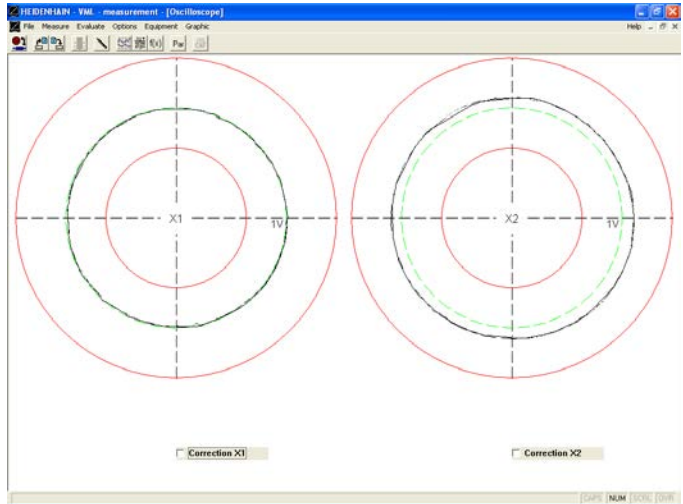 HEIDENHAIN - VML - measurement - [Oscilloscope]
File Measure Evaluate Options Equipment Graphic Help
f(x) Par
X1 1V X2 1V
Correction X1 Correction X2
CAPS NUM SCRL OVR